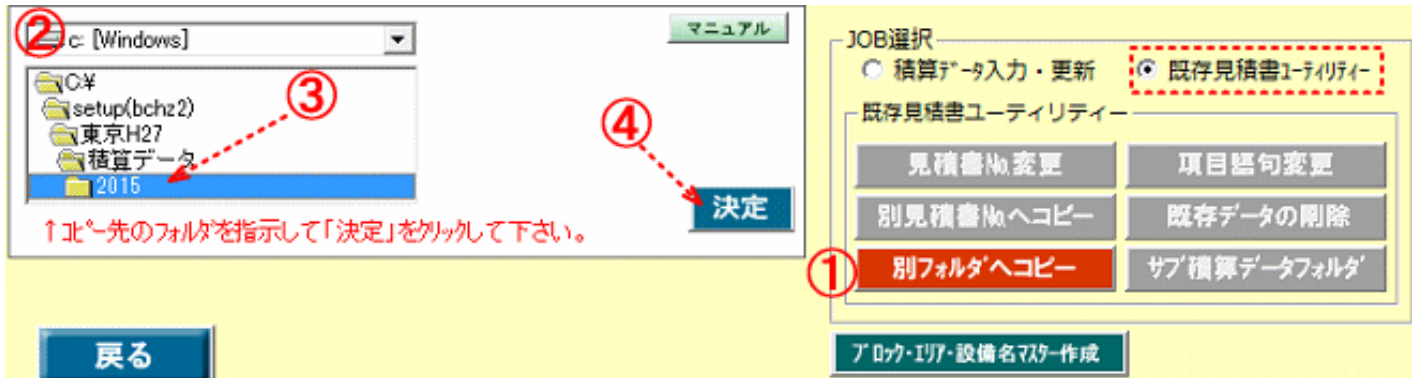 ② c: [Windows]
マニュアル
C:¥
setup(bchz2)
東京H27
積算データ
2015
③
④
決定
↑コピー先のフォルダを指示して「決定」をクリックして下さい。
戻る
JOB選択
積算データ入力・更新
既存見積書ユーティリティー
既存見積書ユーティリティー
見積書№変更
項目語句変更
別見積書№へコピー
既存データの削除
①
別フォルダへコピー
サブ積算データフォルダ
ブロック・エリア・設備名マスター作成